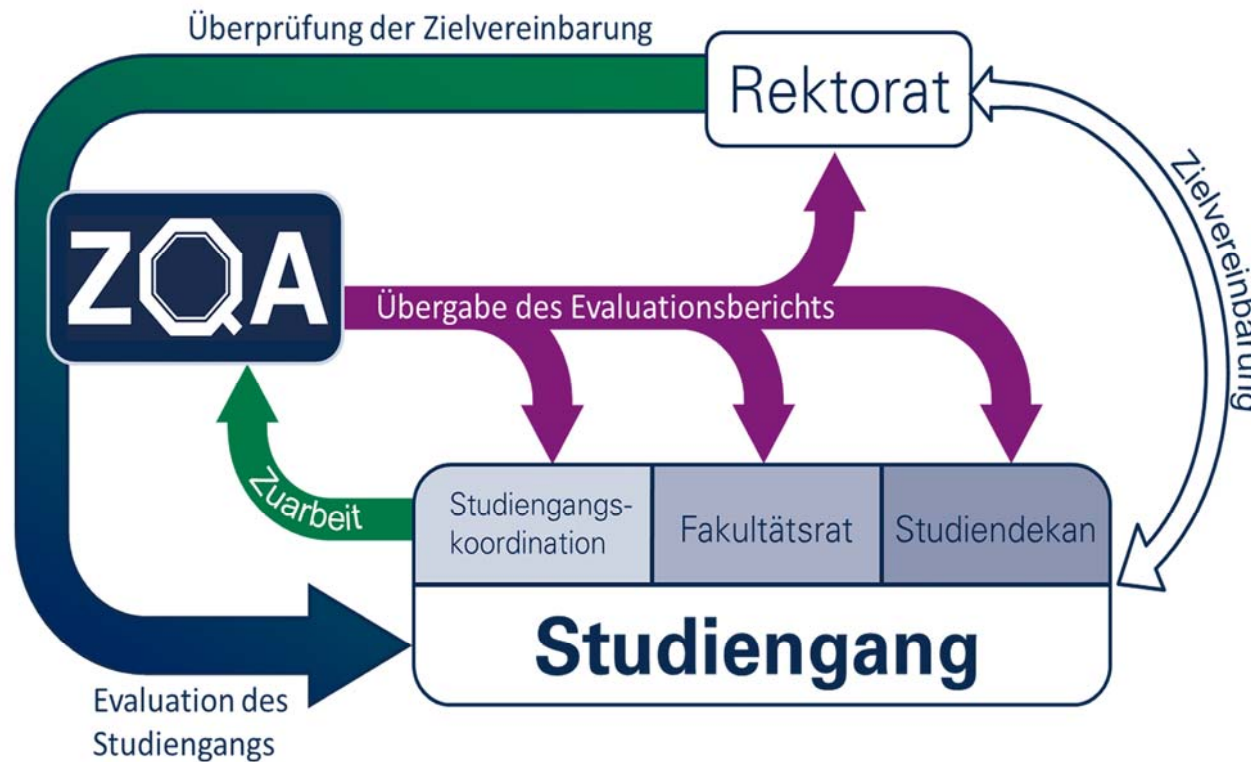 Überprüfung der Zielvereinbarung
Rektorat
Zielvereinbarung
ZQA
Übergabe des Evaluationsberichts
Zuarbeit
Studiengangs-
koordination
Fakultätsrat
Studiendekan
Studiengang
Evaluation des
Studiengangs